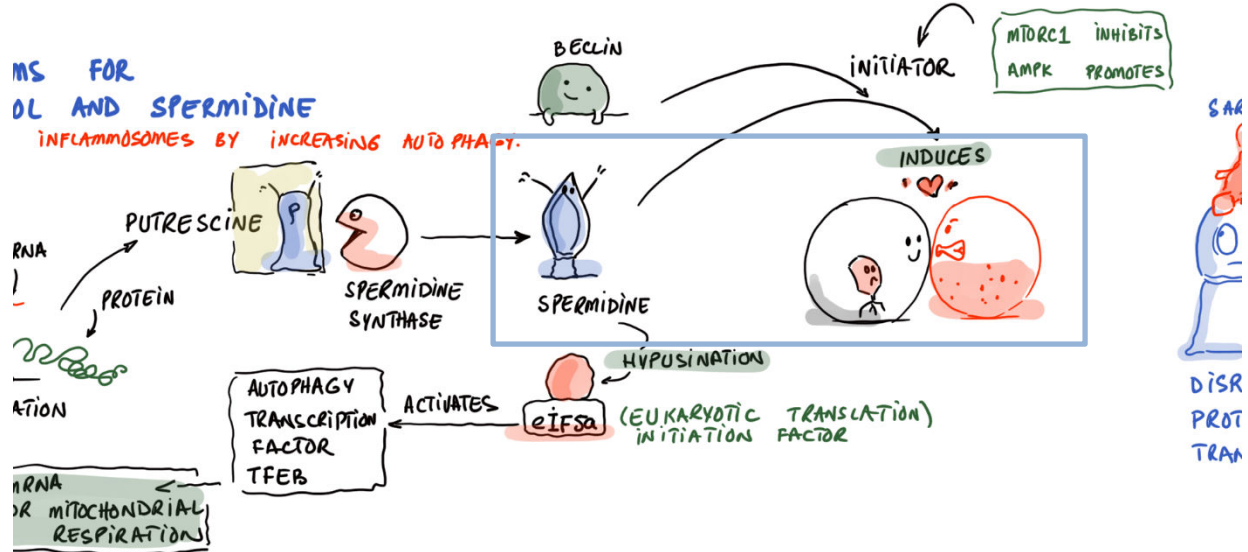 MS FOR
OL AND SPERMIDINE
INFLAMMOSOMES BY INCREASING AUTOPHAGY.
BECLIN
INITIATOR
MTORC1 INHIBITS
AMPK PROMOTES
SAR
INDUCES
PUTRESCINE
P
RNA
PROTEIN
SPERMIDINE
SYNTHASE
SPERMIDINE
HYPUSINATION
ATION
AUTOPHAGY
TRANSCRIPTION
FACTOR
TFEB
ACTIVATES
eIF5a
(EUKARYOTIC TRANSLATION)
INITIATION FACTOR
mRNA
OR MITOCHONDRIAL
RESPIRATION
DISR
PROT
TRAN